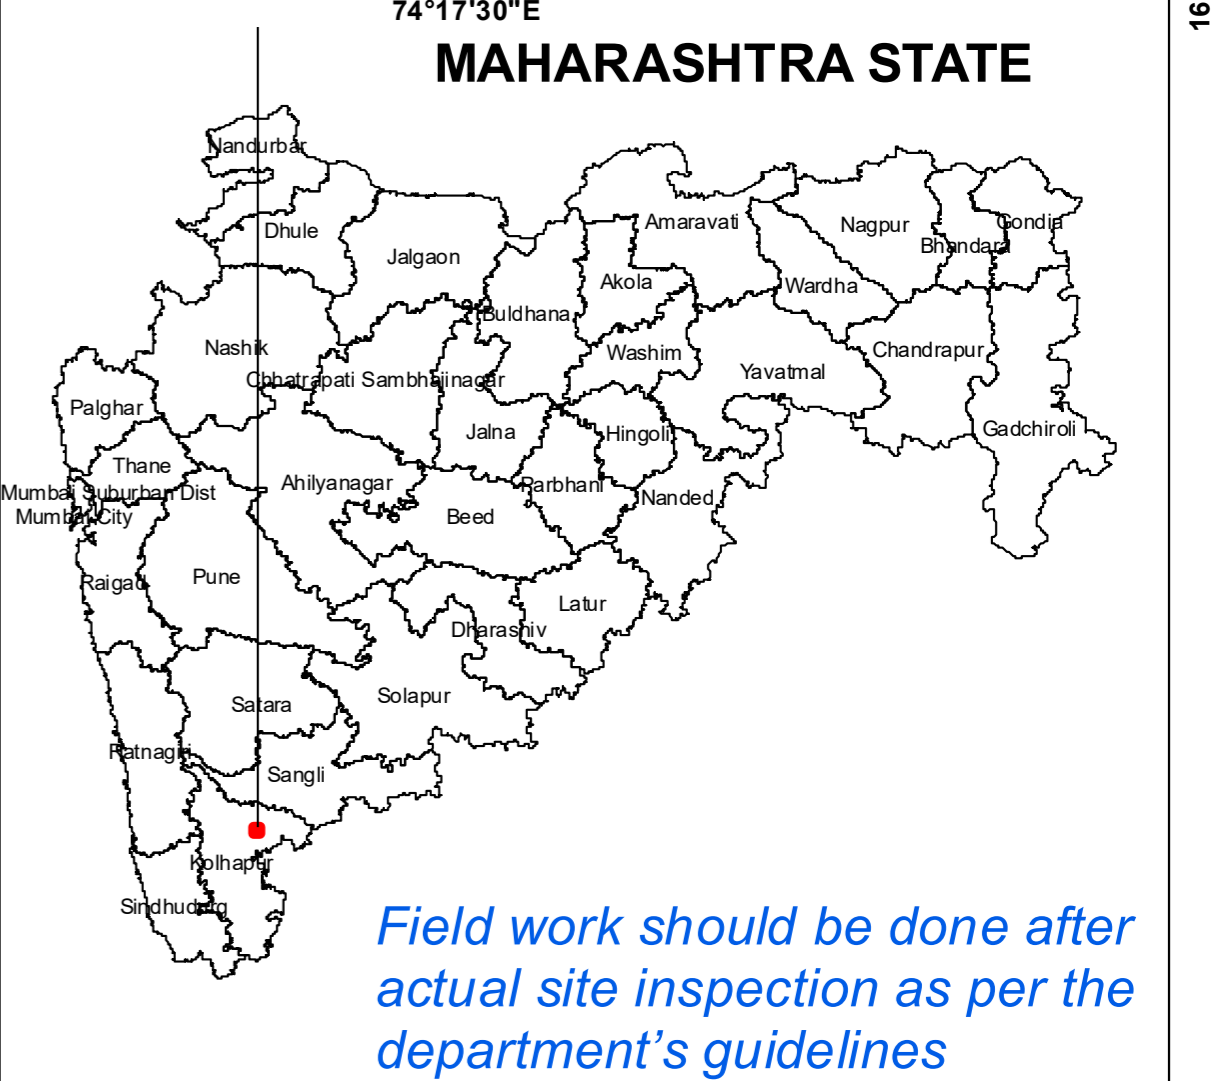 74°17'30"E
16
MAHARASHTRA STATE
Nandurbar
Dhule
Jalgaon
Amaravati
Nagpur
Bhandara
Gondia
Akola
Wardha
Buldhana
Nashik
Washim
Chandrapur
Chhatrapati Sambhajinagar
Yavatmal
Palghar
Jalna
Hingoli
Gadchiroli
Thane
Ahilyanagar
Parbhani
Mumbai Suburban Dist
Nanded
Mumbai City
Beed
Raigad
Pune
Latur
Dharashiv
Solapur
Satara
Ratnagiri
Sangli
Kolhapur
Sindhudurg
Field work should be done after
actual site inspection as per the
department’s guidelines